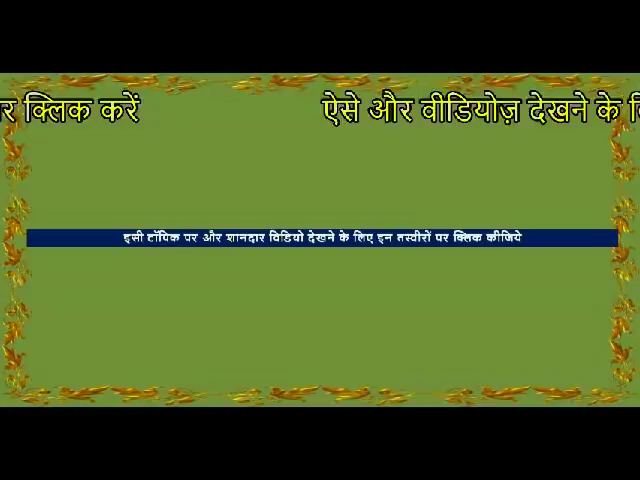 र क्लिक करें ऐसे और वीडियोज़ देखने के
इसी टॉपिक पर और शानदार विडियो देखने के लिए इन तस्वीरों पर क्लिक कीजिये